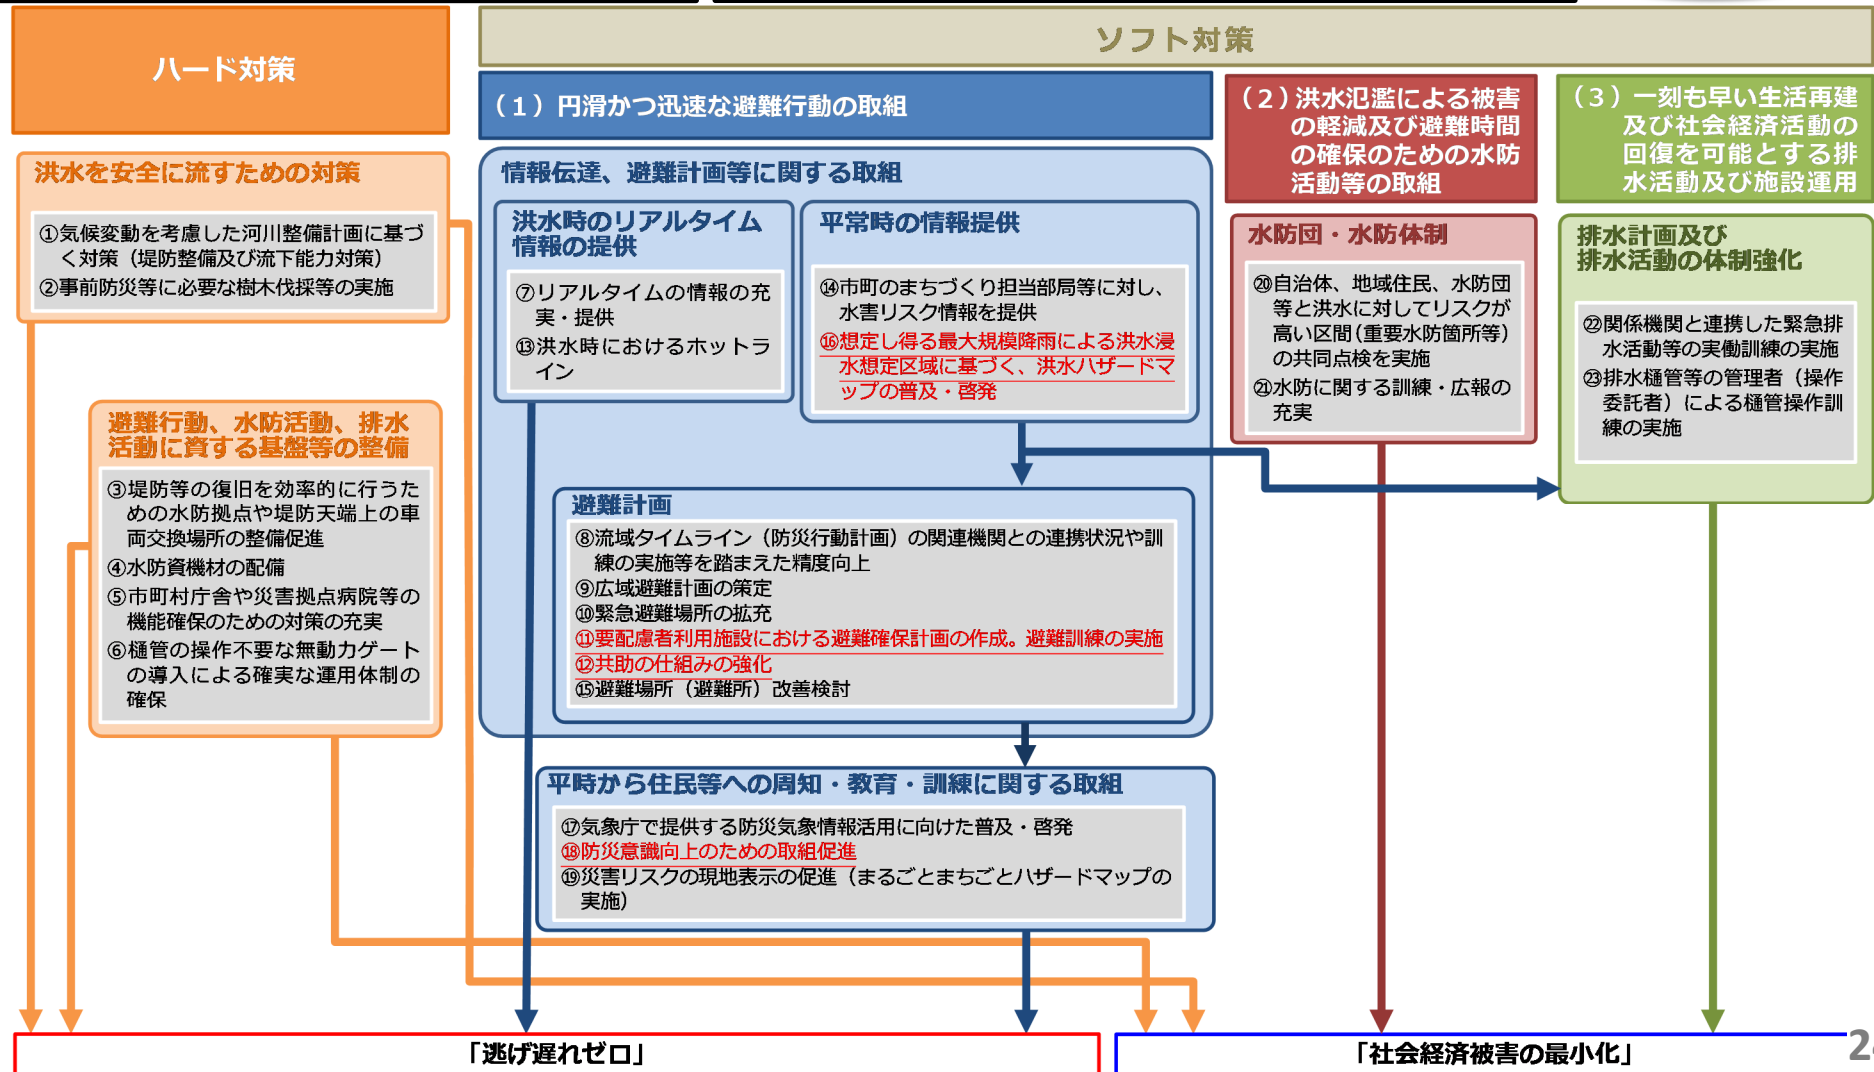 ハード対策
洪水を安全に流すための対策
①気候変動を考慮した河川整備計画に基づ
く対策（堤防整備及び流下能力対策）
②事前防災等に必要な樹木伐採等の実施
避難行動、水防活動、排水
活動に資する基盤等の整備
③堤防等の復旧を効率的に行うた
めの水防拠点や堤防天端上の車
両交換場所の整備促進
④水防資機材の配備
⑤市町村庁舎や災害拠点病院等の
機能確保のための対策の充実
⑥樋管の操作不要な無動力ゲート
の導入による確実な運用体制の
確保
ソフト対策
（１）円滑かつ迅速な避難行動の取組
情報伝達、避難計画等に関する取組
洪水時のリアルタイム
情報の提供
⑦リアルタイムの情報の充
実・提供
⑬洪水時におけるホットラ
イン
平常時の情報提供
⑭市町のまちづくり担当部局等に対し、
水害リスク情報を提供
⑯想定し得る最大規模降雨による洪水浸
水想定区域に基づく、洪水ハザードマ
ップの普及・啓発
避難計画
⑧流域タイムライン（防災行動計画）の関連機関との連携状況や訓
練の実施等を踏まえた精度向上
⑨広域避難計画の策定
⑩緊急避難場所の拡充
⑪要配慮者利用施設における避難確保計画の作成。避難訓練の実施
⑫共助の仕組みの強化
⑮避難場所（避難所）改善検討
平時から住民等への周知・教育・訓練に関する取組
⑰気象庁で提供する防災気象情報活用に向けた普及・啓発
⑱防災意識向上のための取組促進
⑲災害リスクの現地表示の促進（まるごとまちごとハザードマップの
実施）
（２）洪水氾濫による被害
の軽減及び避難時間
の確保のための水防
活動等の取組
水防団・水防体制
⑳自治体、地域住民、水防団
等と洪水に対してリスクが
高い区間（重要水防箇所等）
の共同点検を実施
㉑水防に関する訓練・広報の
充実
（３）一刻も早い生活再建
及び社会経済活動の
回復を可能とする排
水活動及び施設運用
排水計画及び
排水活動の体制強化
㉒関係機関と連携した緊急排
水活動等の実働訓練の実施
㉓排水樋管等の管理者（操作
委託者）による樋管操作訓
練の実施
「逃げ遅れゼロ」
「社会経済被害の最小化」